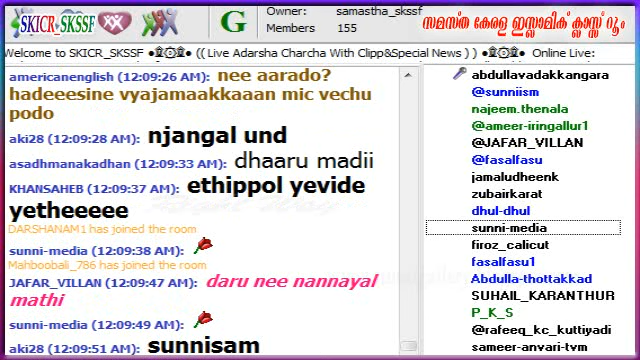 SKICR_SKSSF
G
Owner: samastha_skssf
Members 155
സമസ്ത കേരള ഇസ്ലാമിക് ക്ലാസ്സ് റൂം
Welcome to SKICR_SKSSF ●۩۞۩● (( Live Adarsha Charcha With Clipp&Special News ) ) ●۩۞۩● Online Live:
americanenglish (12:09:26 AM): nee aarado?
hadeeesine vyajamaakkaaan mic vechu
podo
aki28 (12:09:28 AM): njangal und
asadhmanakadhan (12:09:33 AM): dhaaru madii
KHANSAHEB (12:09:37 AM): ethippol yevide
yetheeeee
DARSHANAM1 has joined the room
sunni-media (12:09:38 AM):
Mahboobali_786 has joined the room
JAFAR_VILLAN (12:09:47 AM): daru nee nannayal
mathi
sunni-media (12:09:49 AM):
aki28 (12:09:51 AM): sunnisam
abdullavadakkangara
@sunniism
najeem.thenala
@ameer-iringallur1
@JAFAR_VILLAN
@fasalfasu
jamaludheenk
zubairkarat
dhul-dhul
sunni-media
firoz_calicut
fasalfasu1
Abdulla-thottakkad
SUHAIL_KARANTHUR
P_K_S
@rafeeq_kc_kuttiyadi
sameer-anvari-tvm